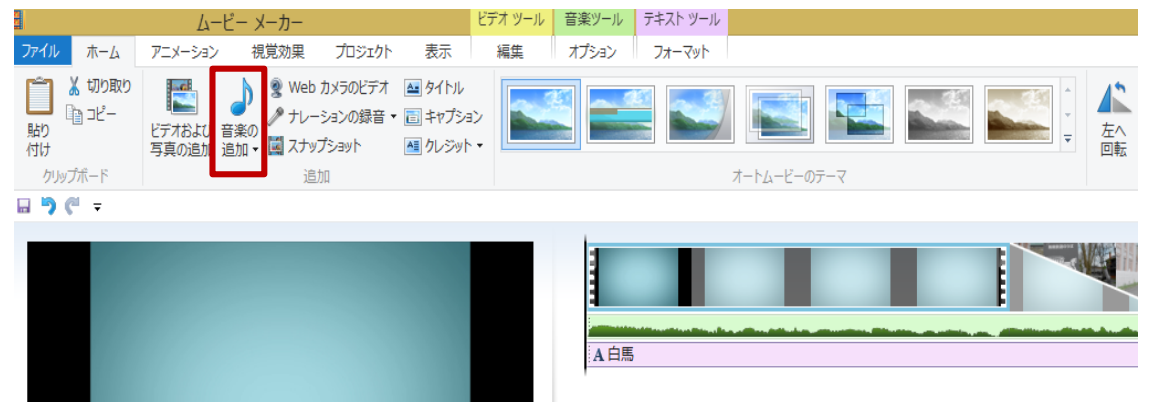 ムービー メーカー
ビデオ ツール 音楽ツール テキスト ツール
ファイル ホーム アニメーション 視覚効果 プロジェクト 表示 編集 オプション フォーマット
貼り
付け
切り取り
コピー
クリップボード
ビデオおよび
写真の追加
音楽の
追加
Web カメラのビデオ
ナレーションの録音
スナップショット
タイトル
キャプション
クレジット
追加
オートムービーのテーマ
左へ
回転
A 白馬